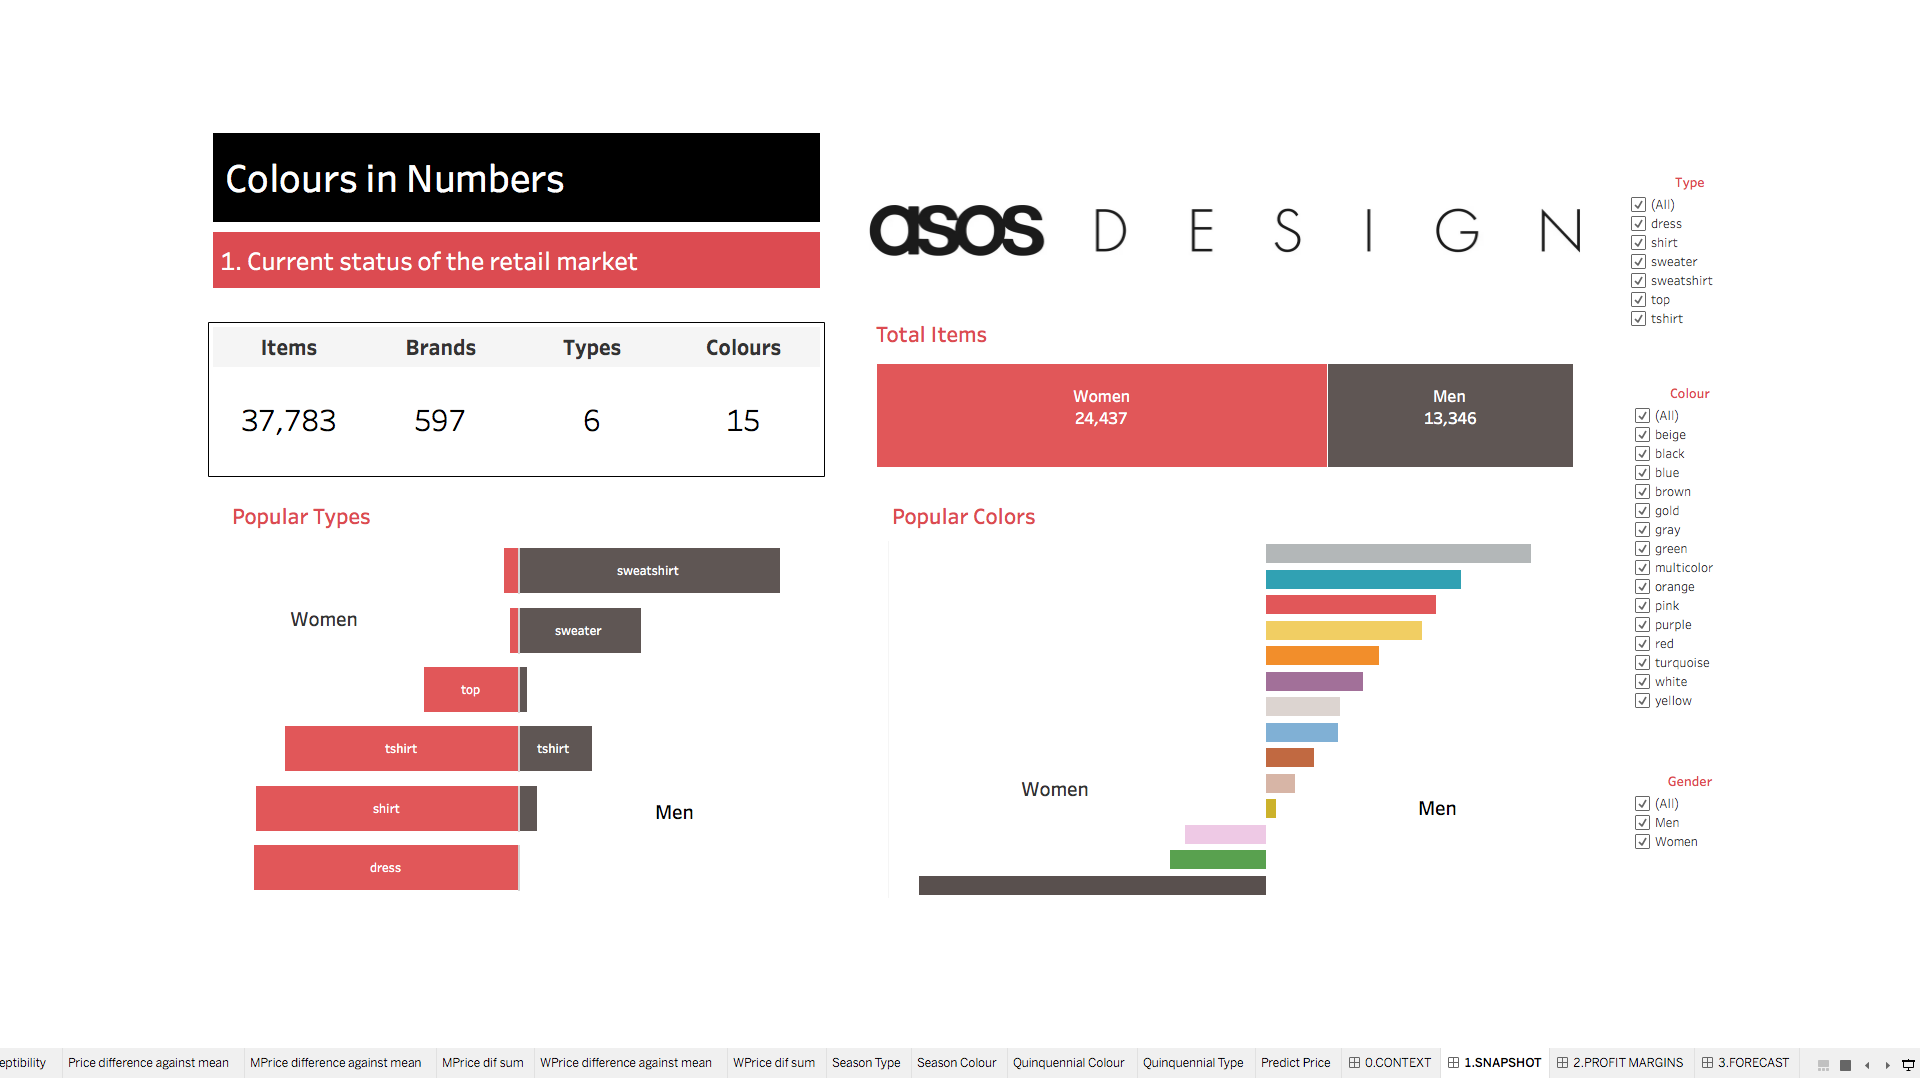 Colours in Numbers
1. Current status of the retail market
asos DESIGN
Items Brands Types Colours
37,783 597 6 15
Total Items
Women
24,437
Men
13,346
Popular Types
Women
sweatshirt
sweater
top
tshirt tshirt
shirt
dress
Men
Popular Colors
Women
Men
Type
(All)
dress
shirt
sweater
sweatshirt
top
tshirt
Colour
(All)
beige
black
blue
brown
gold
gray
green
multicolor
orange
pink
purple
red
turquoise
white
yellow
Gender
(All)
Men
Women
eptibility Price difference against mean MPrice difference against mean MPrice dif sum WPrice difference against mean WPrice dif sum Season Type Season Colour Quinquennial Colour Quinquennial Type Predict Price 0.CONTEXT 1.SNAPSHOT 2.PROFIT MARGINS 3.FORECAST